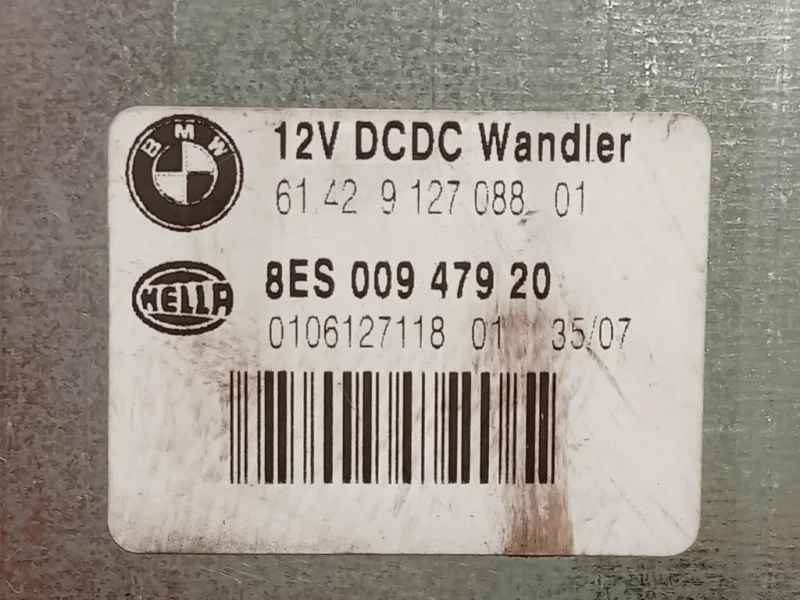 BMW
12V DCDC Wandler
61.42 9 127 088 01
HELLA
8ES 009 479 20
0106127118 01 35/07